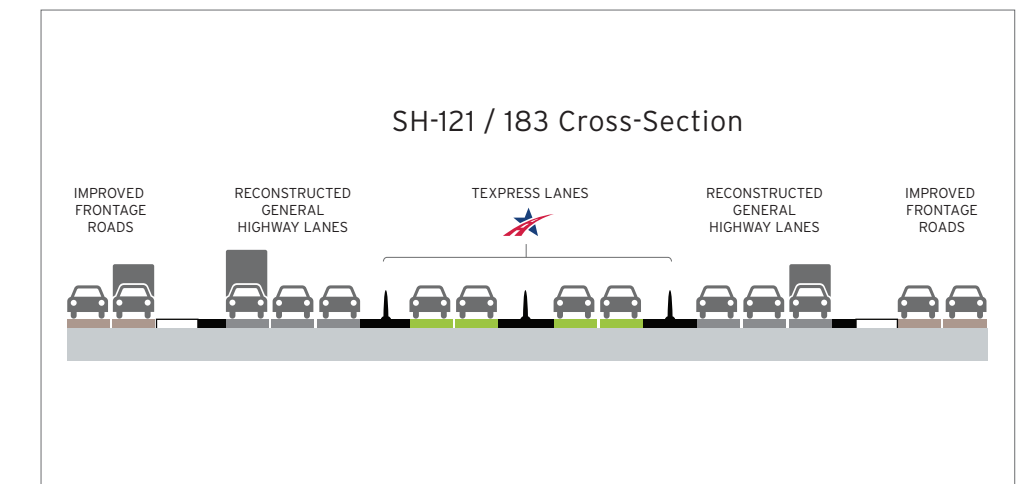 SH-121 / 183 Cross-Section
IMPROVED
FRONTAGE
ROADS
RECONSTRUCTED
GENERAL
HIGHWAY LANES
TEXPRESS LANES
RECONSTRUCTED
GENERAL
HIGHWAY LANES
IMPROVED
FRONTAGE
ROADS